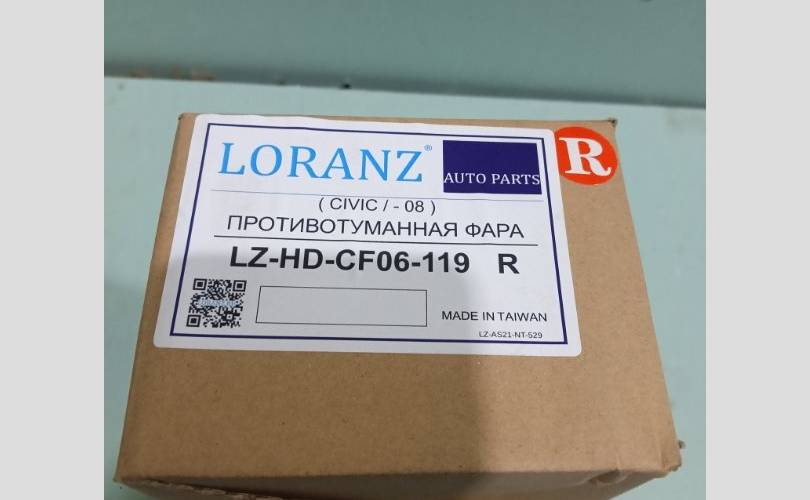 LORANZ®
AUTO PARTS
R
( CIVIC / - 08 )
ПРОТИВОТУМАННАЯ ФАРА
LZ-HD-CF06-119 R
MADE IN TAIWAN
LZ-AS21-NT-529